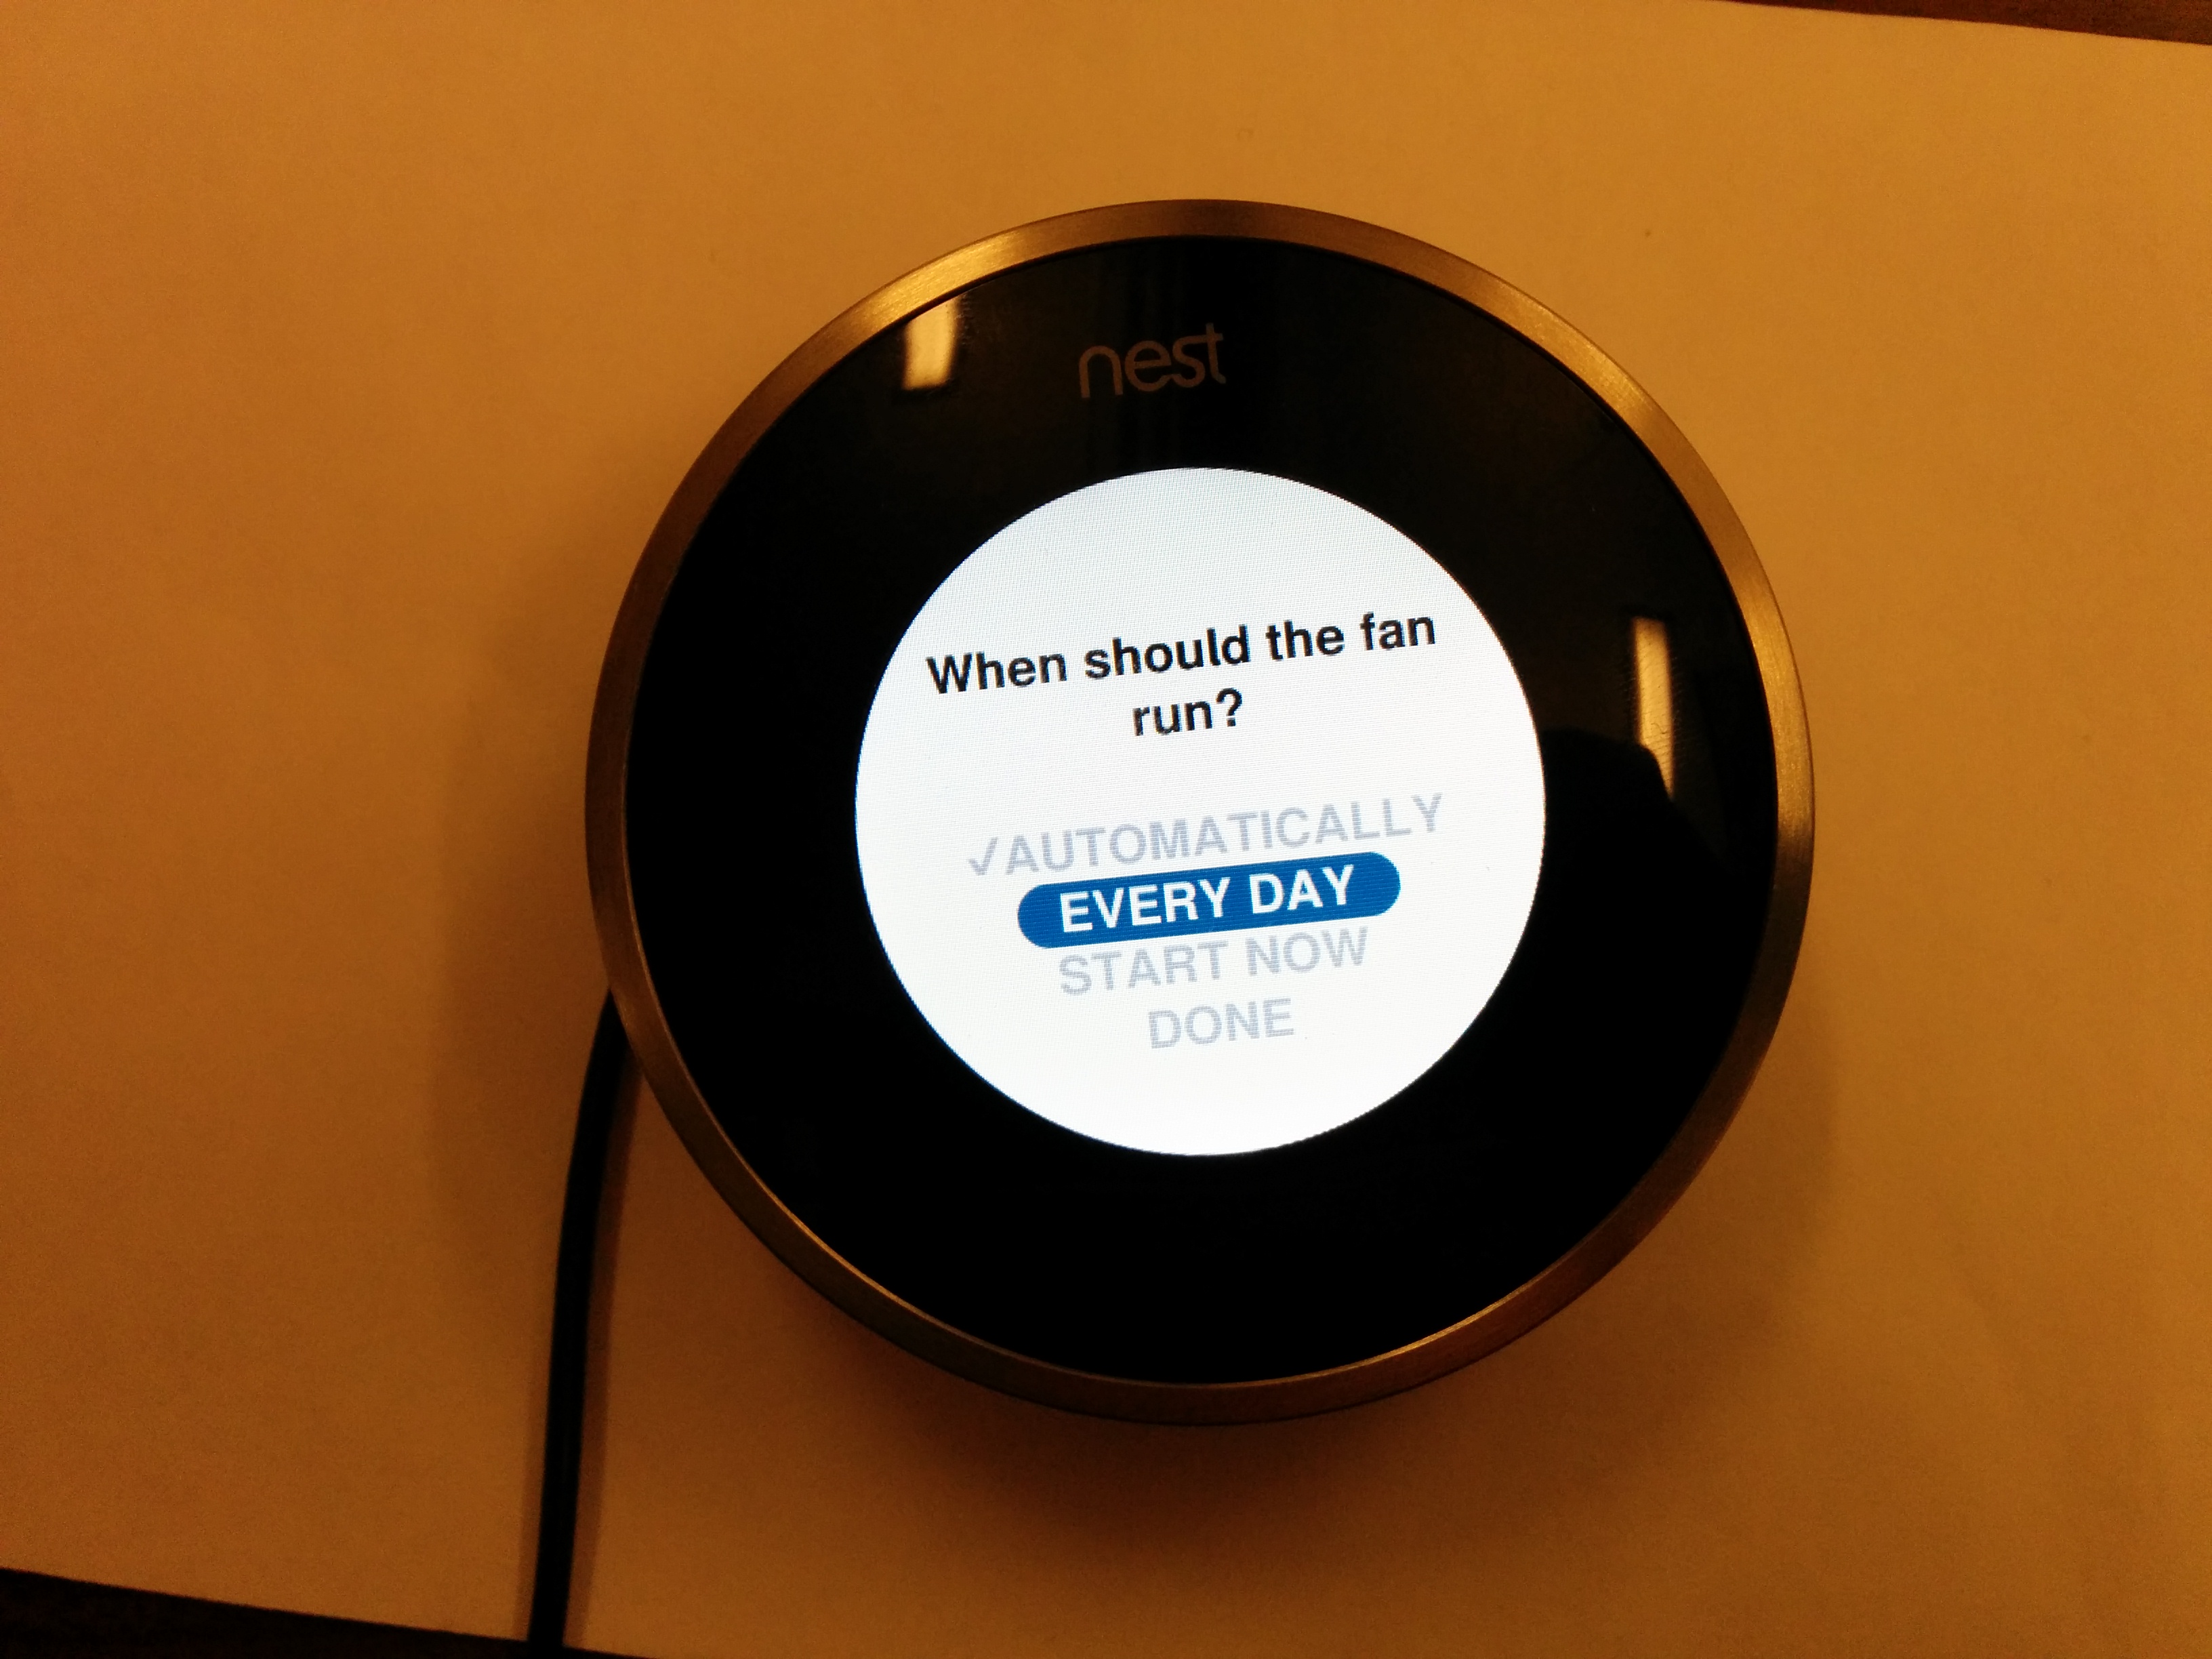 nest
When should the fan
run?
✓AUTOMATICALLY
EVERY DAY
START NOW
DONE